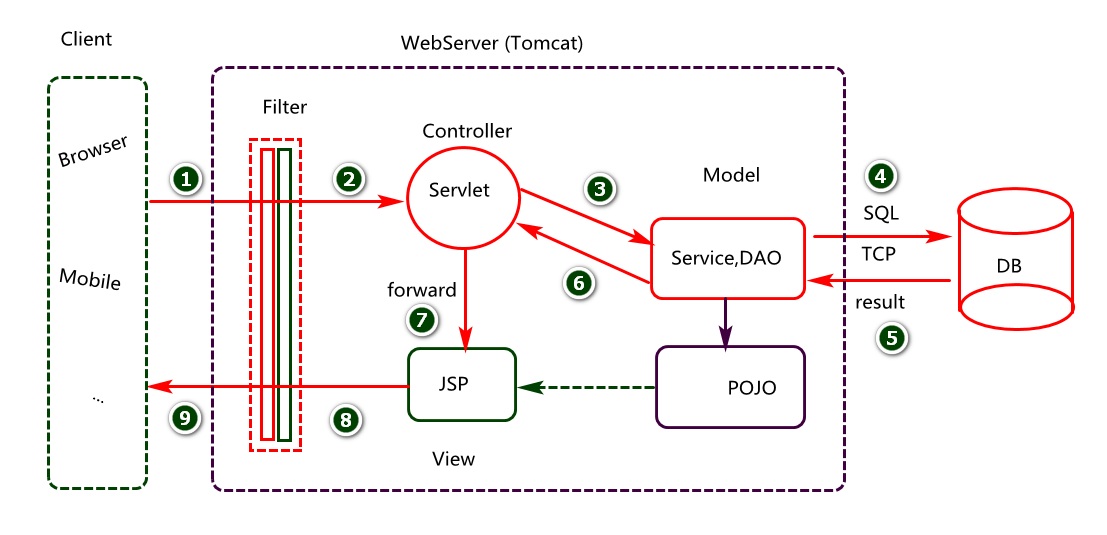 Client
WebServer (Tomcat)
Filter
Controller
Browser
1
2
Servlet
3
Model
4
SQL
Mobile
forward
6
Service,DAO
TCP
DB
7
result
5
JSP
POJO
...
9
8
View